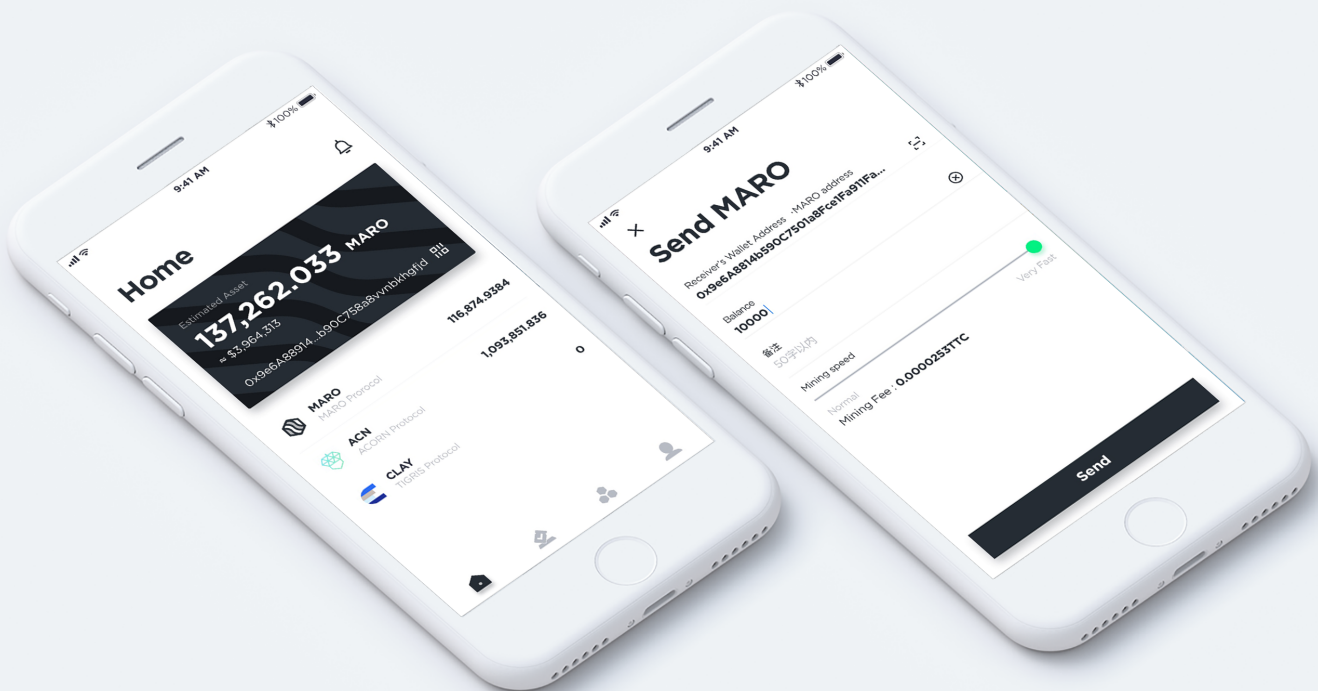 9:41 AM
100%
Home
Estimated Asset
137,262.033 MARO
≈ $3,964,313
0x9e6A88914...b90C758a8vvnbkhgfjd
MARO
MARO Prorocol
116,874.9384
ACN
ACORN Protocol
1,093,851.836
CLAY
TIGRIS Protocol
0
9:41 AM
100%
Send MARO
Receiver's Wallet Address -MARO address
0x9e6A8814b590C7501a8Fce1Fa911Fa...
Balance
10000
备注
50字以内
Mining speed
Normal
Very Fast
Mining Fee : 0.0000253TTC
Send